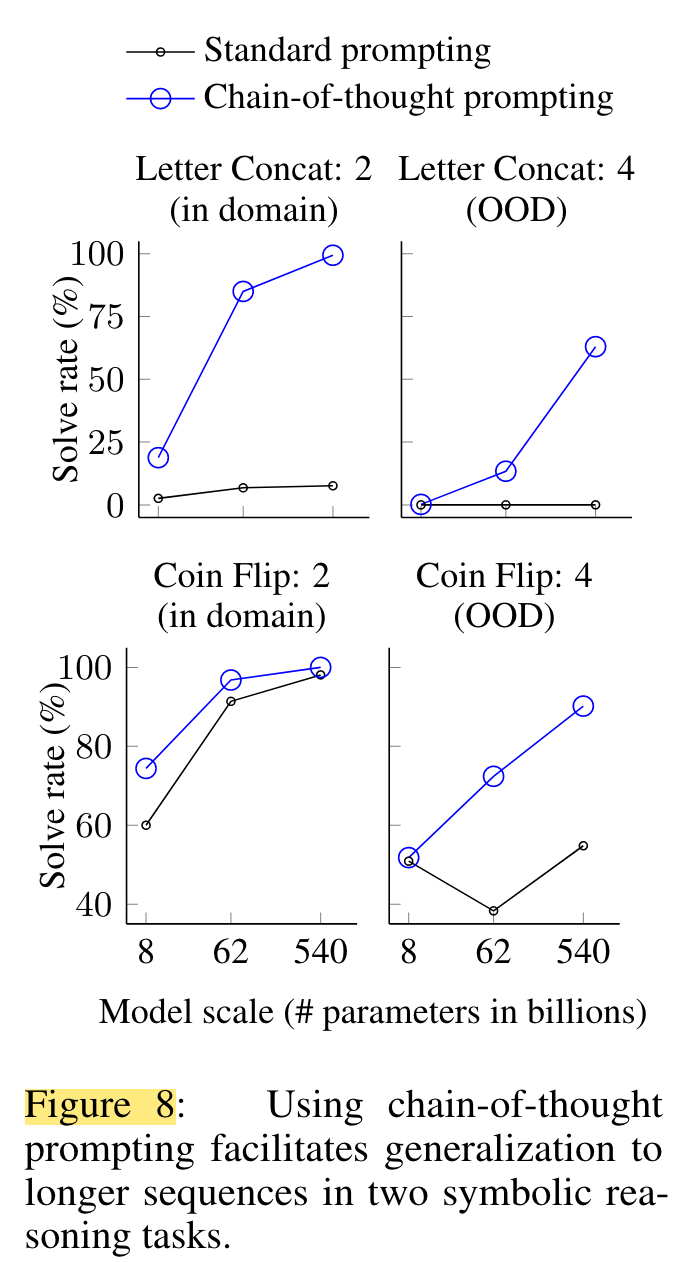 Standard prompting
Chain-of-thought prompting
Letter Concat: 2
(in domain)
Letter Concat: 4
(OOD)
Solve rate (%)
100
75
50
25
0
Coin Flip: 2
(in domain)
Coin Flip: 4
(OOD)
Solve rate (%)
100
80
60
40
8 62 540
8 62 540
Model scale (# parameters in billions)
Figure 8: Using chain-of-thought
prompting facilitates generalization to
longer sequences in two symbolic rea-
soning tasks.